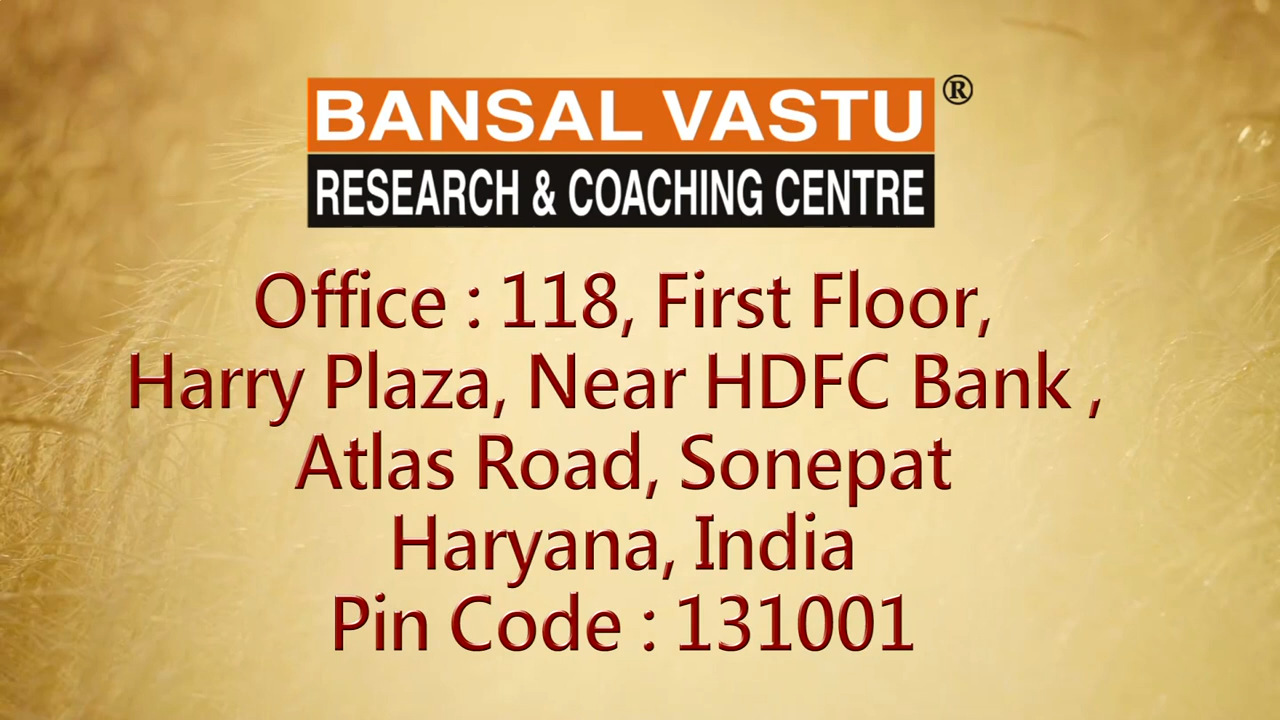 BANSAL VASTU ®
RESEARCH & COACHING CENTRE
Office : 118, First Floor,
Harry Plaza, Near HDFC Bank ,
Atlas Road, Sonepat
Haryana, India
Pin Code : 131001